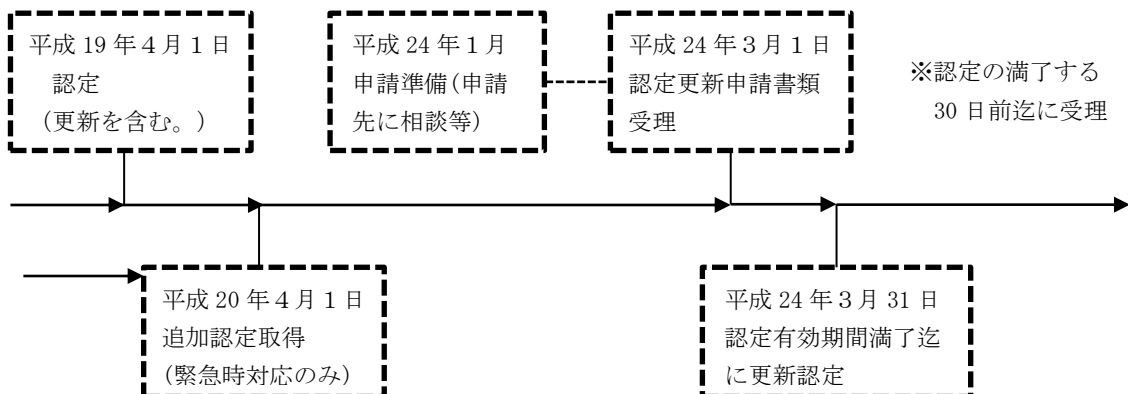 平成 19 年４月１日
認定
（更新を含む。）
平成 24 年１月
申請準備（申請
先に相談等）
平成 24 年３月１日
認定更新申請書類
受理
※認定の満了する
30 日前迄に受理
平成 20 年４月１日
追加認定取得
（緊急時対応のみ）
平成 24 年３月 31 日
認定有効期間満了迄
に更新認定